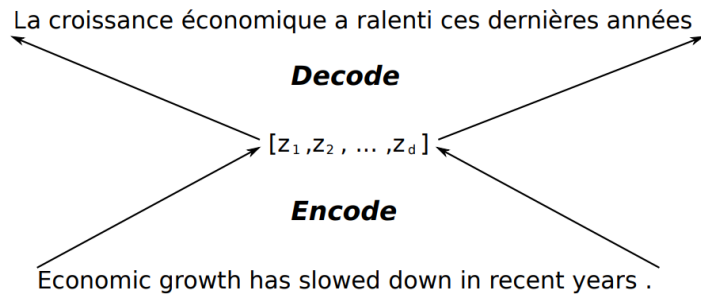 La croissance économique a ralenti ces dernières années
Decode
[z₁ ,z₂ , ... ,z_d ]
Encode
Economic growth has slowed down in recent years .